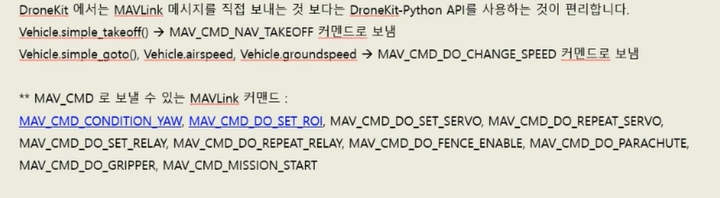 DroneKit 에서는 MAVLink 메시지를 직접 보내는 것 보다는 DroneKit-Python API를 사용하는 것이 편리합니다.
Vehicle.simple_takeoff() → MAV_CMD_NAV_TAKEOFF 커맨드로 보냄
Vehicle.simple_goto(), Vehicle.airspeed, Vehicle.groundspeed → MAV_CMD_DO_CHANGE_SPEED 커맨드로 보냄
** MAV_CMD 로 보낼 수 있는 MAVLink 커맨드 :
MAV_CMD_CONDITION_YAW, MAV_CMD_DO_SET_ROI, MAV_CMD_DO_SET_SERVO, MAV_CMD_DO_REPEAT_SERVO,
MAV_CMD_DO_SET_RELAY, MAV_CMD_DO_REPEAT_RELAY, MAV_CMD_DO_FENCE_ENABLE, MAV_CMD_DO_PARACHUTE,
MAV_CMD_DO_GRIPPER, MAV_CMD_MISSION_START